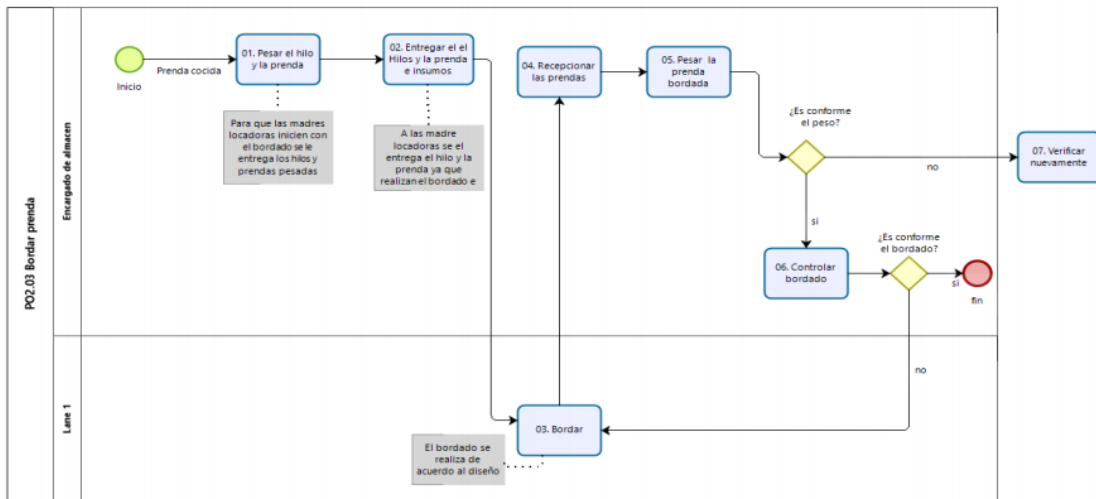 PO2.03 Bordar prenda
Encargado de almacen
Inicio
Prenda cocida
01. Pesar el hilo
y la prenda
Para que las madres
locadoras inicien con
el bordado se le
entrega los hilos y
prendas pesadas
02. Entregar el el
Hilos y la prenda
e insumos
A las madre
locadoras se el
entrega el hilo y la
prenda ya que
realizan el bordado e
04. Recepcionar
las prendas
05. Pesar la
prenda
bordada
¿Es conforme
el peso?
no
07. Verificar
nuevamente
si
06. Controlar
bordado
¿Es conforme
el bordado?
si
fin
no
Lane 1
03. Bordar
El bordado se
realiza de
acuerdo al diseño